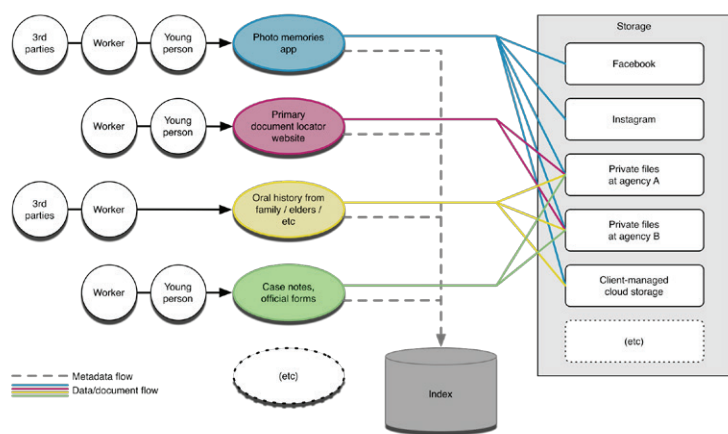 3rd
parties
Worker
Young
person
Photo memories
app
Worker
Young
person
Primary
document locator
website
3rd
parties
Worker
Oral history from
family / elders /
etc
Worker
Young
person
Case notes,
official forms
(etc)
Index
Storage
Facebook
Instagram
Private files
at agency A
Private files
at agency B
Client-managed
cloud storage
(etc)
Metadata flow
Data/document flow